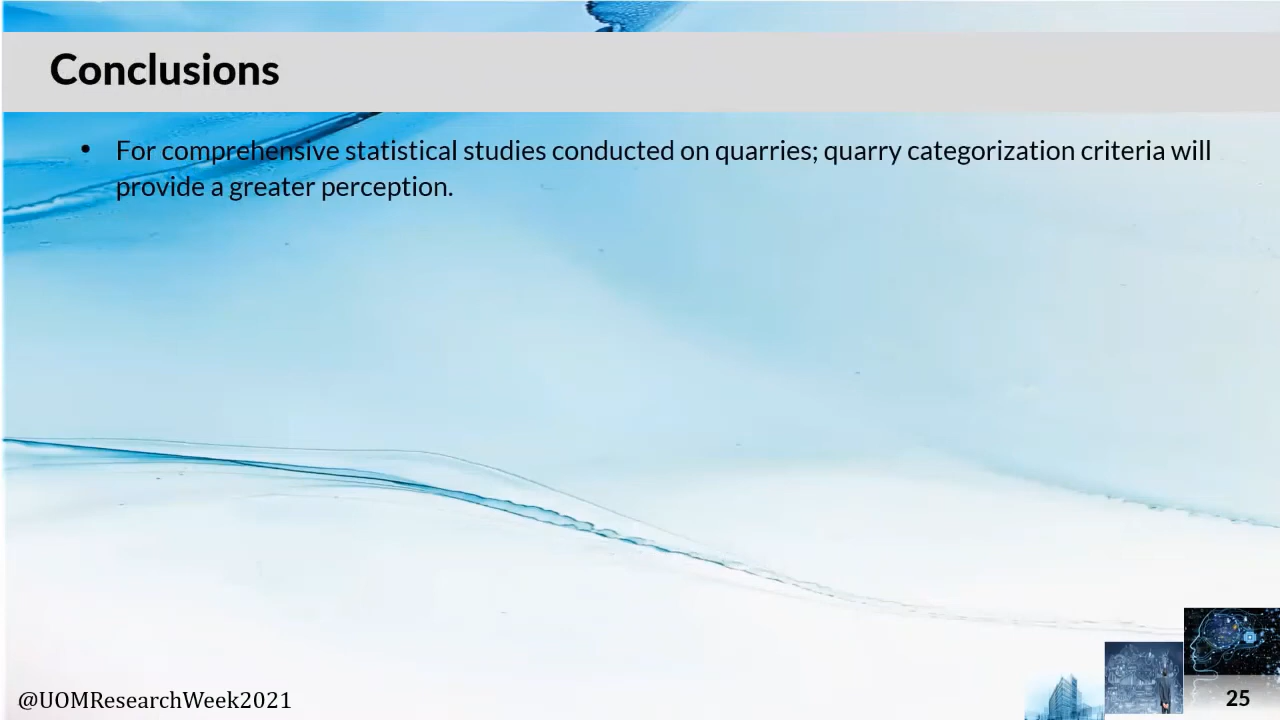 Conclusions
• For comprehensive statistical studies conducted on quarries; quarry categorization criteria will
provide a greater perception.
@UOMResearchWeek2021
25